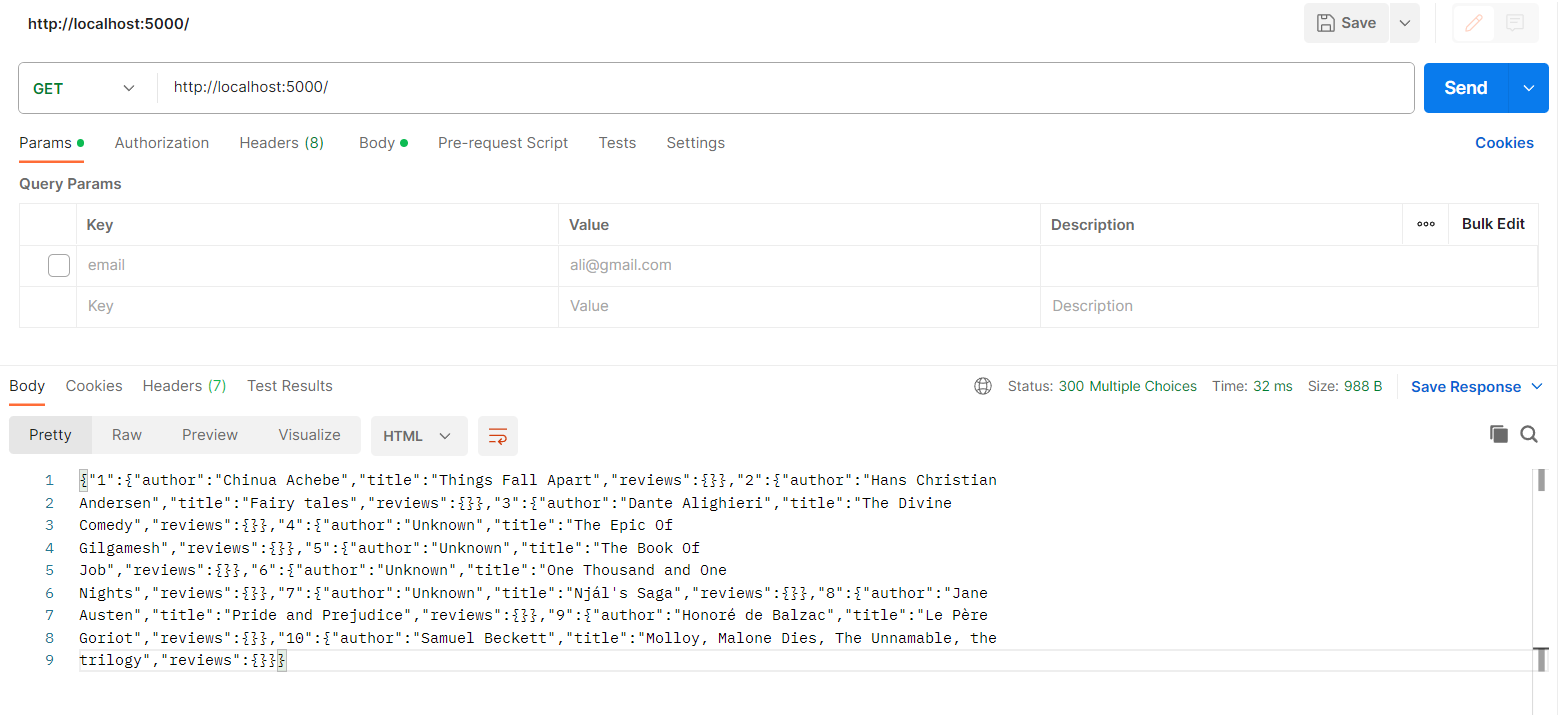 http://localhost:5000/
Save
GET http://localhost:5000/ Send
Params Authorization Headers (8) Body Pre-request Script Tests Settings Cookies
Query Params
Key Value Description ooo Bulk Edit
email ali@gmail.com
Key Value Description
Body Cookies Headers (7) Test Results Status: 300 Multiple Choices Time: 32 ms Size: 988 B Save Response
Pretty Raw Preview Visualize HTML
1 {"1":{"author":"Chinua Achebe","title":"Things Fall Apart","reviews":{}},"2":{"author":"Hans Christian
2 Andersen","title":"Fairy tales","reviews":{}},"3":{"author":"Dante Alighieri","title":"The Divine
3 Comedy","reviews":{}},"4":{"author":"Unknown","title":"The Epic Of
4 Gilgamesh","reviews":{}},"5":{"author":"Unknown","title":"The Book Of
5 Job","reviews":{}},"6":{"author":"Unknown","title":"One Thousand and One
6 Nights","reviews":{}},"7":{"author":"Unknown","title":"Njál's Saga","reviews":{}},"8":{"author":"Jane
7 Austen","title":"Pride and Prejudice","reviews":{}},"9":{"author":"Honoré de Balzac","title":"Le Père
8 Goriot","reviews":{}},"10":{"author":"Samuel Beckett","title":"Molloy, Malone Dies, The Unnamable, the
9 trilogy","reviews":{}}}